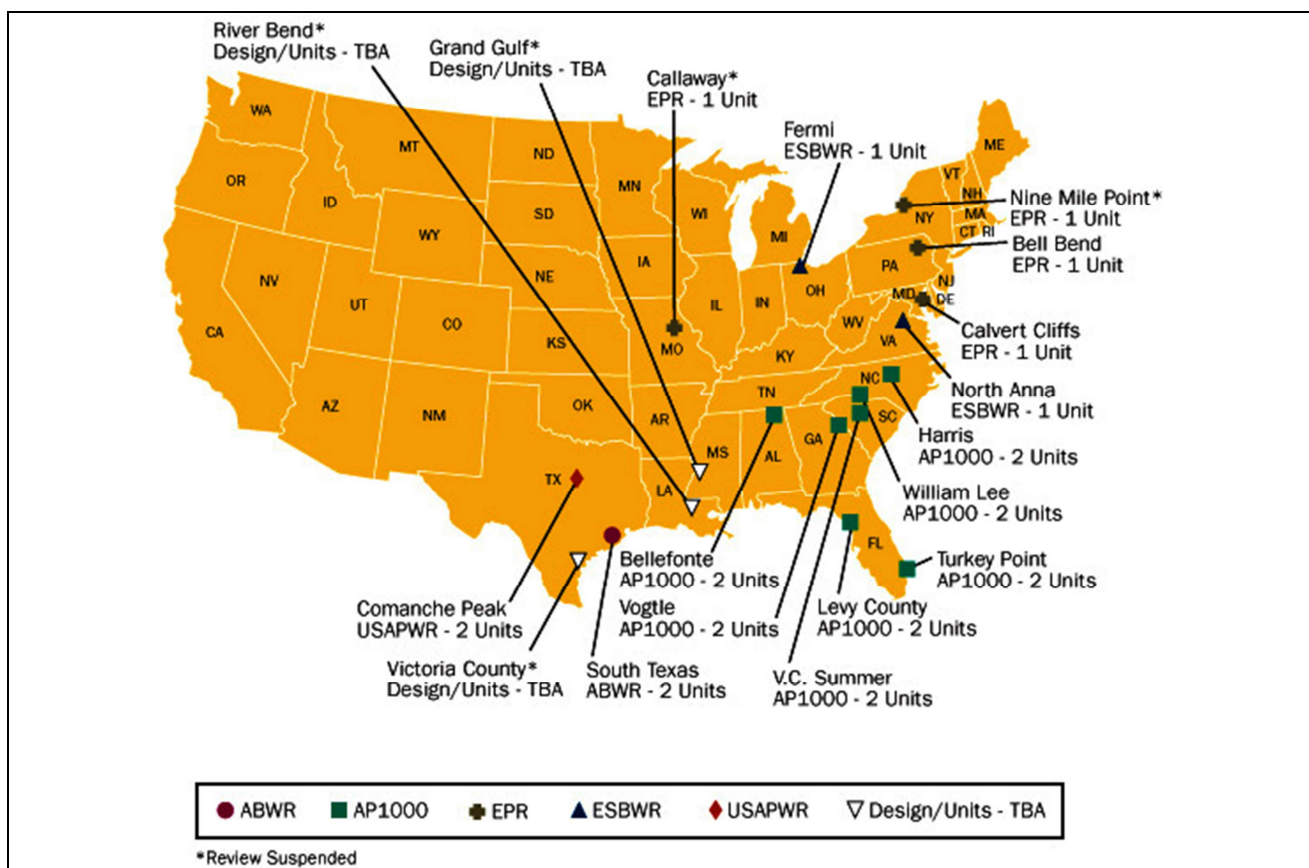 River Bend*
Design/Units - TBA
Grand Gulf*
Design/Units - TBA
Callaway*
EPR - 1 Unit
Fermi
ESBWR - 1 Unit
Nine Mile Point*
EPR - 1 Unit
Bell Bend
EPR - 1 Unit
Calvert Cliffs
EPR - 1 Unit
North Anna
ESBWR - 1 Unit
Harris
AP1000 - 2 Units
William Lee
AP1000 - 2 Units
Turkey Point
AP1000 - 2 Units
Levy County
AP1000 - 2 Units
V.C. Summer
AP1000 - 2 Units
Bellefonte
AP1000 - 2 Units
Vogtle
AP1000 - 2 Units
South Texas
ABWR - 2 Units
Comanche Peak
USAPWR - 2 Units
Victoria County*
Design/Units - TBA
WA
OR
CA
ID
NV
MT
WY
UT
AZ
CO
NM
ND
SD
NE
KS
OK
TX
MN
IA
MO
AR
LA
WI
IL
MI
IN
OH
KY
TN
MS
AL
GA
FL
SC
NC
VA
WV
MD
DE
NJ
PA
NY
CT
RI
MA
VT
NH
ME
ABWR
AP1000
EPR
ESBWR
USAPWR
Design/Units - TBA
*Review Suspended